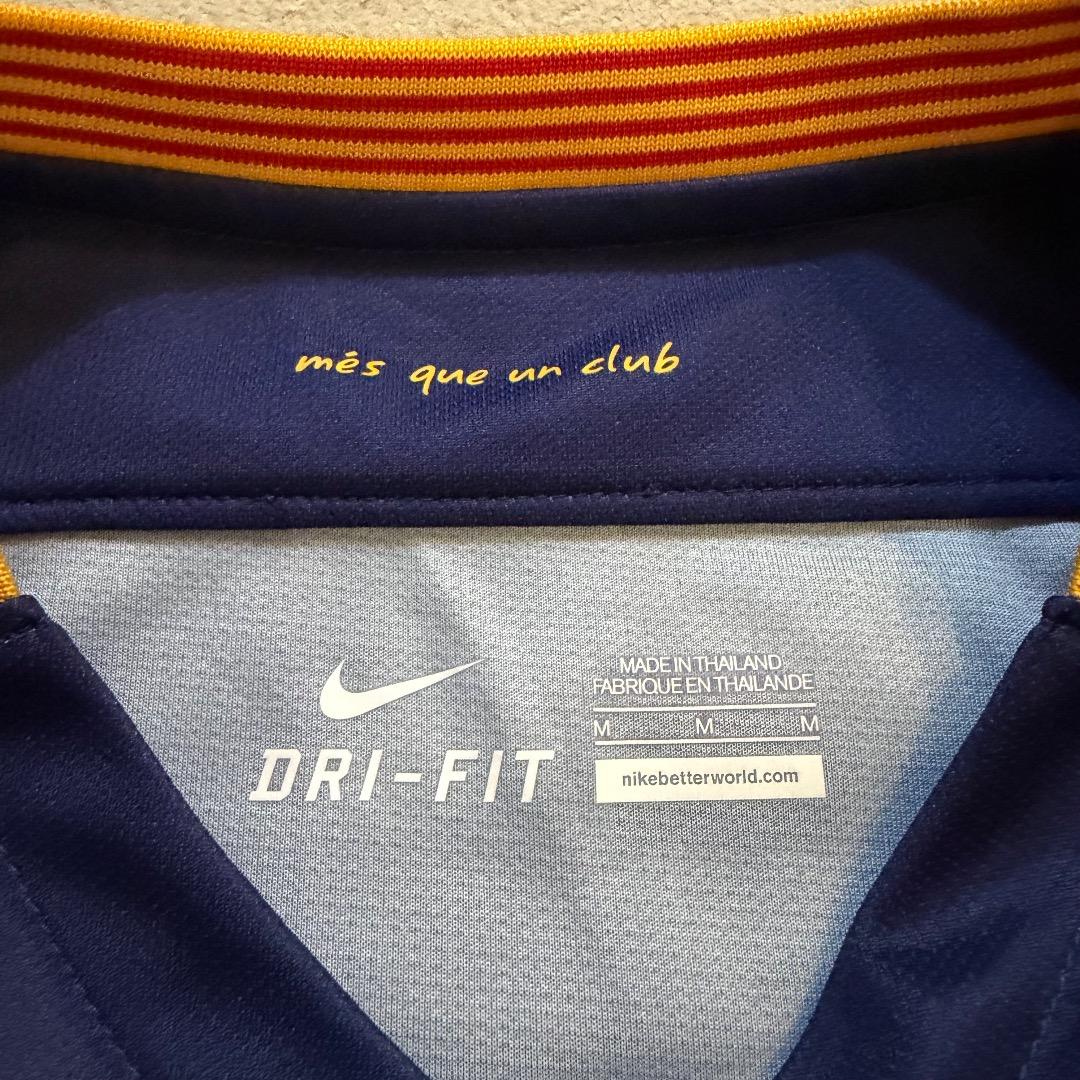 més que un club
DRI-FIT
MADE IN THAILAND
FABRIQUE EN THAILANDE
M M M
nikebetterworld.com